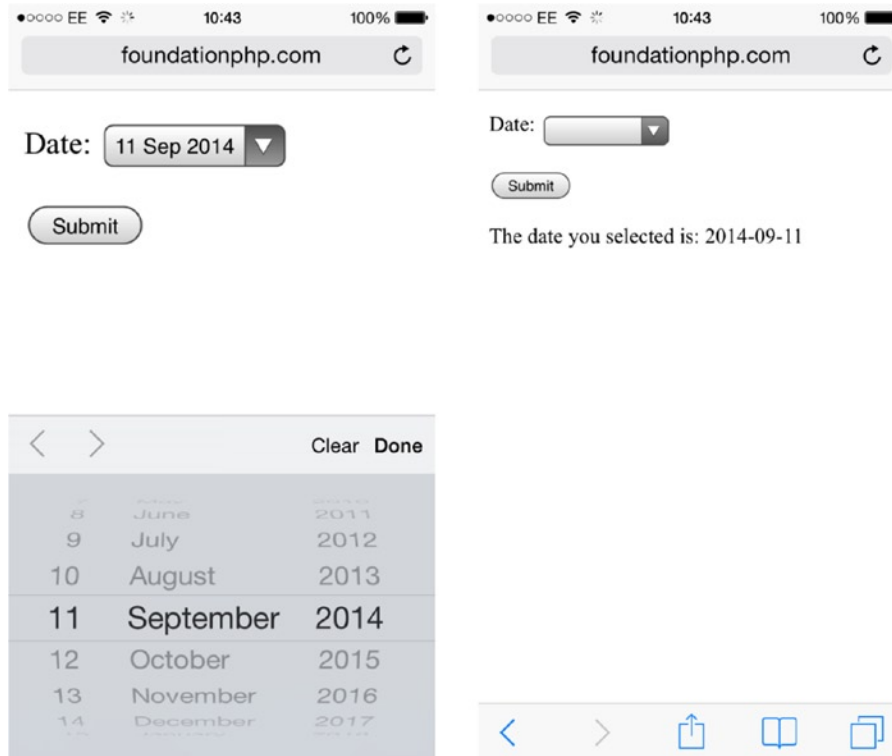 EE 10:43 100%
foundationphp.com
Date: 11 Sep 2014
Submit
Clear Done
8 June 2011
9 July 2012
10 August 2013
11 September 2014
12 October 2015
13 November 2016
14 December 2017
EE 10:43 100%
foundationphp.com
Date:
Submit
The date you selected is: 2014-09-11